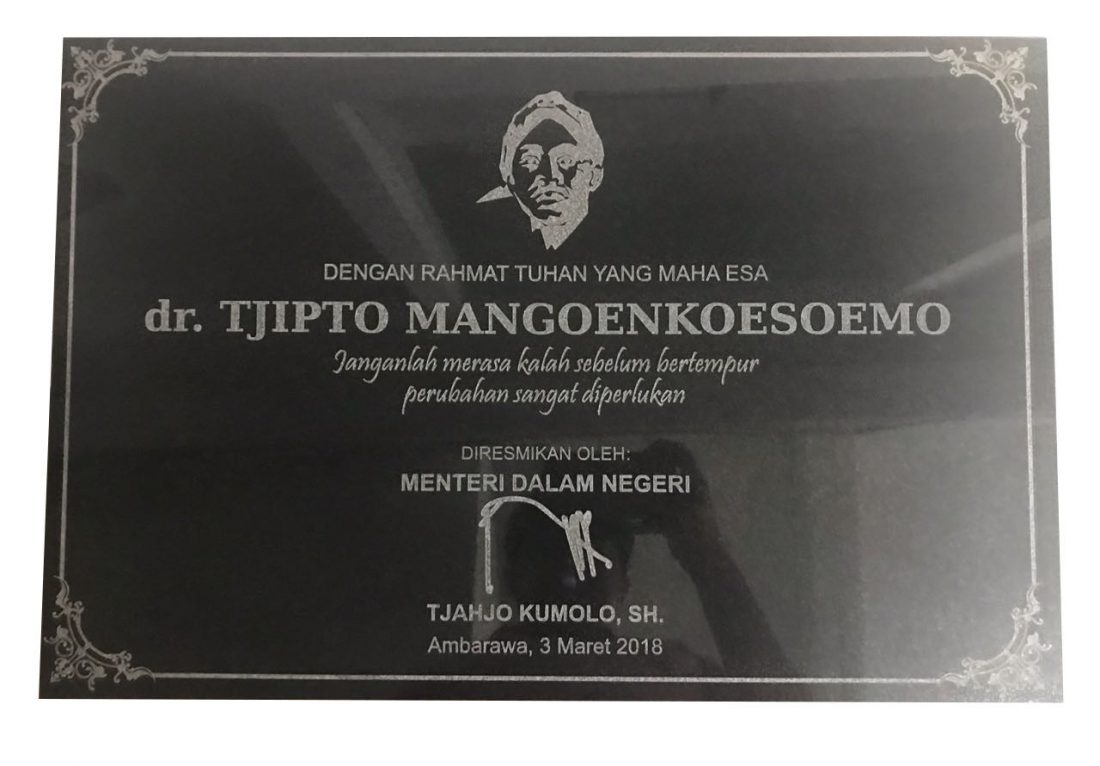 DENGAN RAHMAT TUHAN YANG MAHA ESA
dr. TJIPTO MANGOENKOESOEMO
Janganlah merasa kalah sebelum bertempur
perubahan sangat diperlukan
DIRESMIKAN OLEH:
MENTERI DALAM NEGERI
TJAHJO KUMOLO, SH.
Ambarawa, 3 Maret 2018